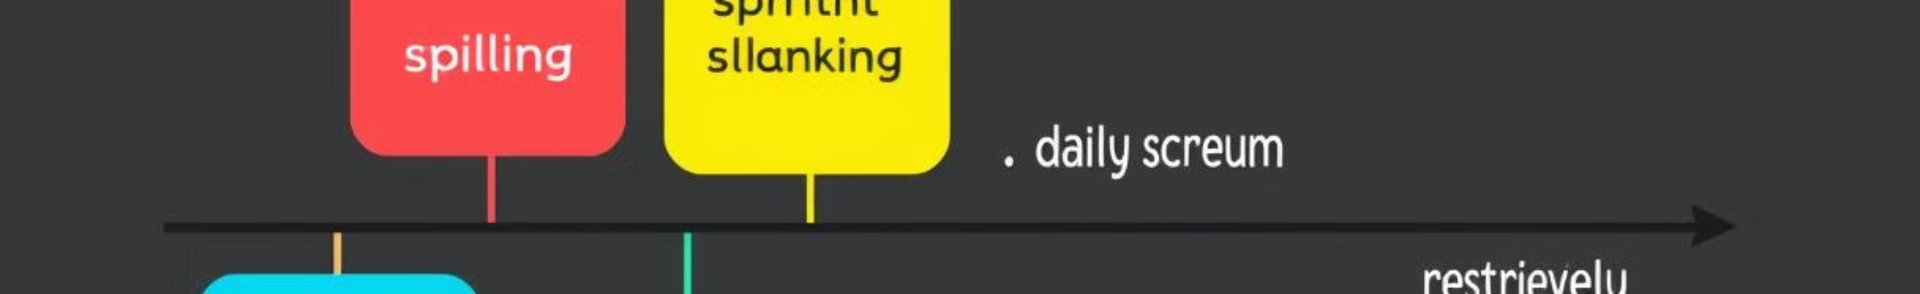 spilling
sllanking
. daily screum
restrievely